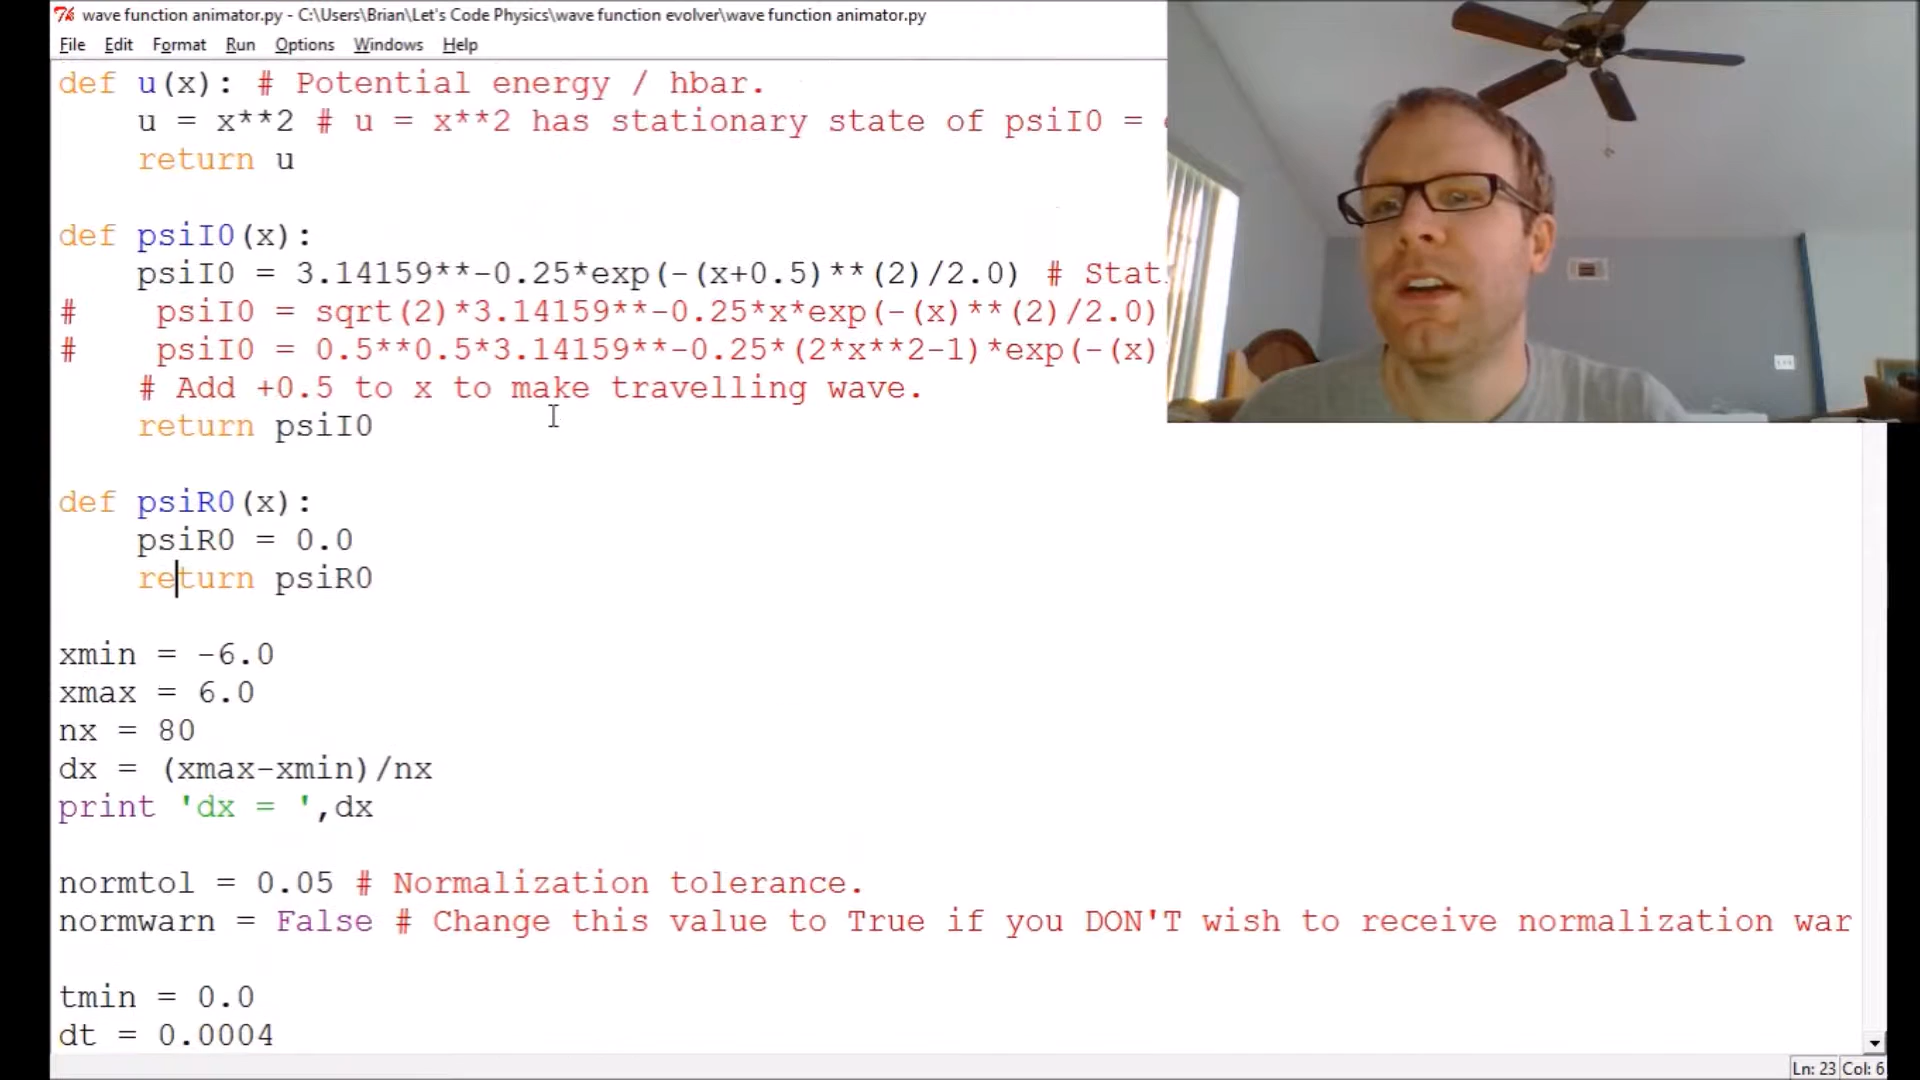 wave function animator.py - C:\Users\Brian\Let's Code Physics\wave function evolver\wave function animator.py
File Edit Format Run Options Windows Help
def u(x): # Potential energy / hbar.
    u = x**2 # u = x**2 has stationary state of psiI0 =
    return u
def psiI0(x):
    psiI0 = 3.14159**-0.25*exp(-(x+0.5)**(2)/2.0) # Stat
#    psiI0 = sqrt(2)*3.14159**-0.25*x*exp(-(x)**(2)/2.0)
#    psiI0 = 0.5**0.5*3.14159**-0.25*(2*x**2-1)*exp(-(x)
    # Add +0.5 to x to make travelling wave.
    return psiI0
def psiR0(x):
    psiR0 = 0.0
    return psiR0
xmin = -6.0
xmax = 6.0
nx = 80
dx = (xmax-xmin)/nx
print 'dx = ',dx
normtol = 0.05 # Normalization tolerance.
normwarn = False # Change this value to True if you DON'T wish to receive normalization war
tmin = 0.0
dt = 0.0004
Ln: 23 Col: 6